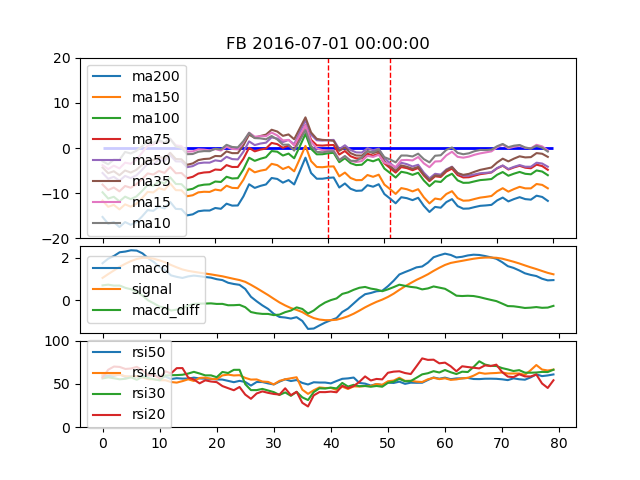 FB 2016-07-01 00:00:00
20
10
0
−10
−20
ma200
ma150
ma100
ma75
ma50
ma35
ma15
ma10
2
0
macd
signal
macd_diff
100
50
0
rsi50
rsi40
rsi30
rsi20
0 10 20 30 40 50 60 70 80